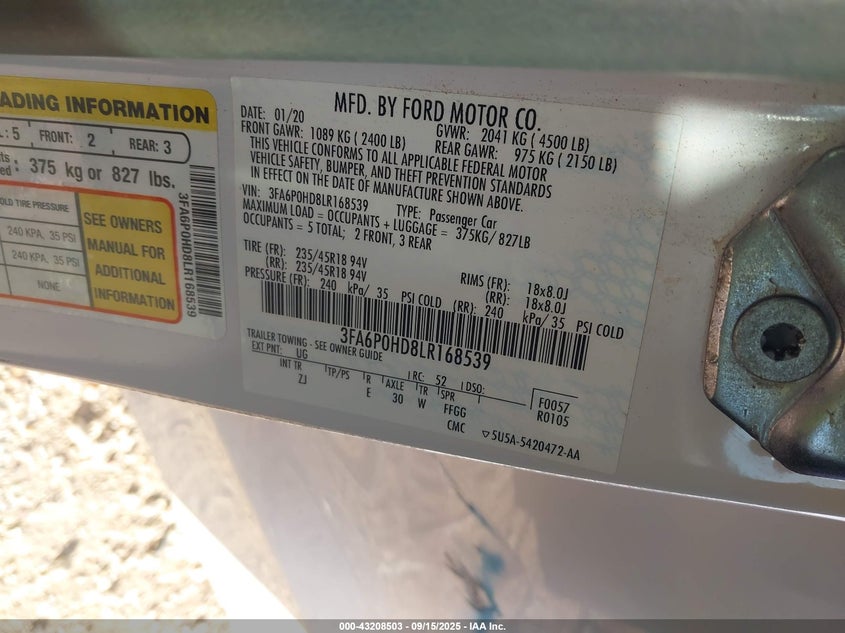 ADING INFORMATION
: 5 FRONT: 2 REAR: 3
375 kg or 827 lbs.
OLD TIRE PRESSURE
240 KPA, 35 PSI
240 KPA, 35 PSI
NONE
SEE OWNERS
MANUAL FOR
ADDITIONAL
INFORMATION
3FA6P0HD8LR168539
MFD. BY FORD MOTOR CO.
DATE: 01/20 GVWR: 2041 KG ( 4500 LB)
FRONT GAWR: 1089 KG ( 2400 LB) REAR GAWR: 975 KG ( 2150 LB)
THIS VEHICLE CONFORMS TO ALL APPLICABLE FEDERAL MOTOR
VEHICLE SAFETY, BUMPER, AND THEFT PREVENTION STANDARDS
IN EFFECT ON THE DATE OF MANUFACTURE SHOWN ABOVE.
VIN: 3FA6P0HD8LR168539 TYPE: Passenger Car
MAXIMUM LOAD = OCCUPANTS + LUGGAGE = 375KG/ 827LB
OCCUPANTS = 5 TOTAL; 2 FRONT, 3 REAR
TIRE (FR): 235/45R18 94V RIMS (FR): 18x8.0J
(RR): 235/45R18 94V (RR): 18x8.0J
PRESSURE (FR): 240 kPa/ 35 PSI COLD (RR): 240 kPa/ 35 PSI COLD
3FA6P0HD8LR168539
TRAILER TOWING - SEE OWNER GUIDE
EXT PNT: UG RC: 52 DSO:
INT TR TP/PS R AXLE TR SPR F0057
ZJ E 30 W FFGG R0105
CMC ▽5U5A-5420472-AA
000-43208503 - 09/15/2025 - IAA Inc.